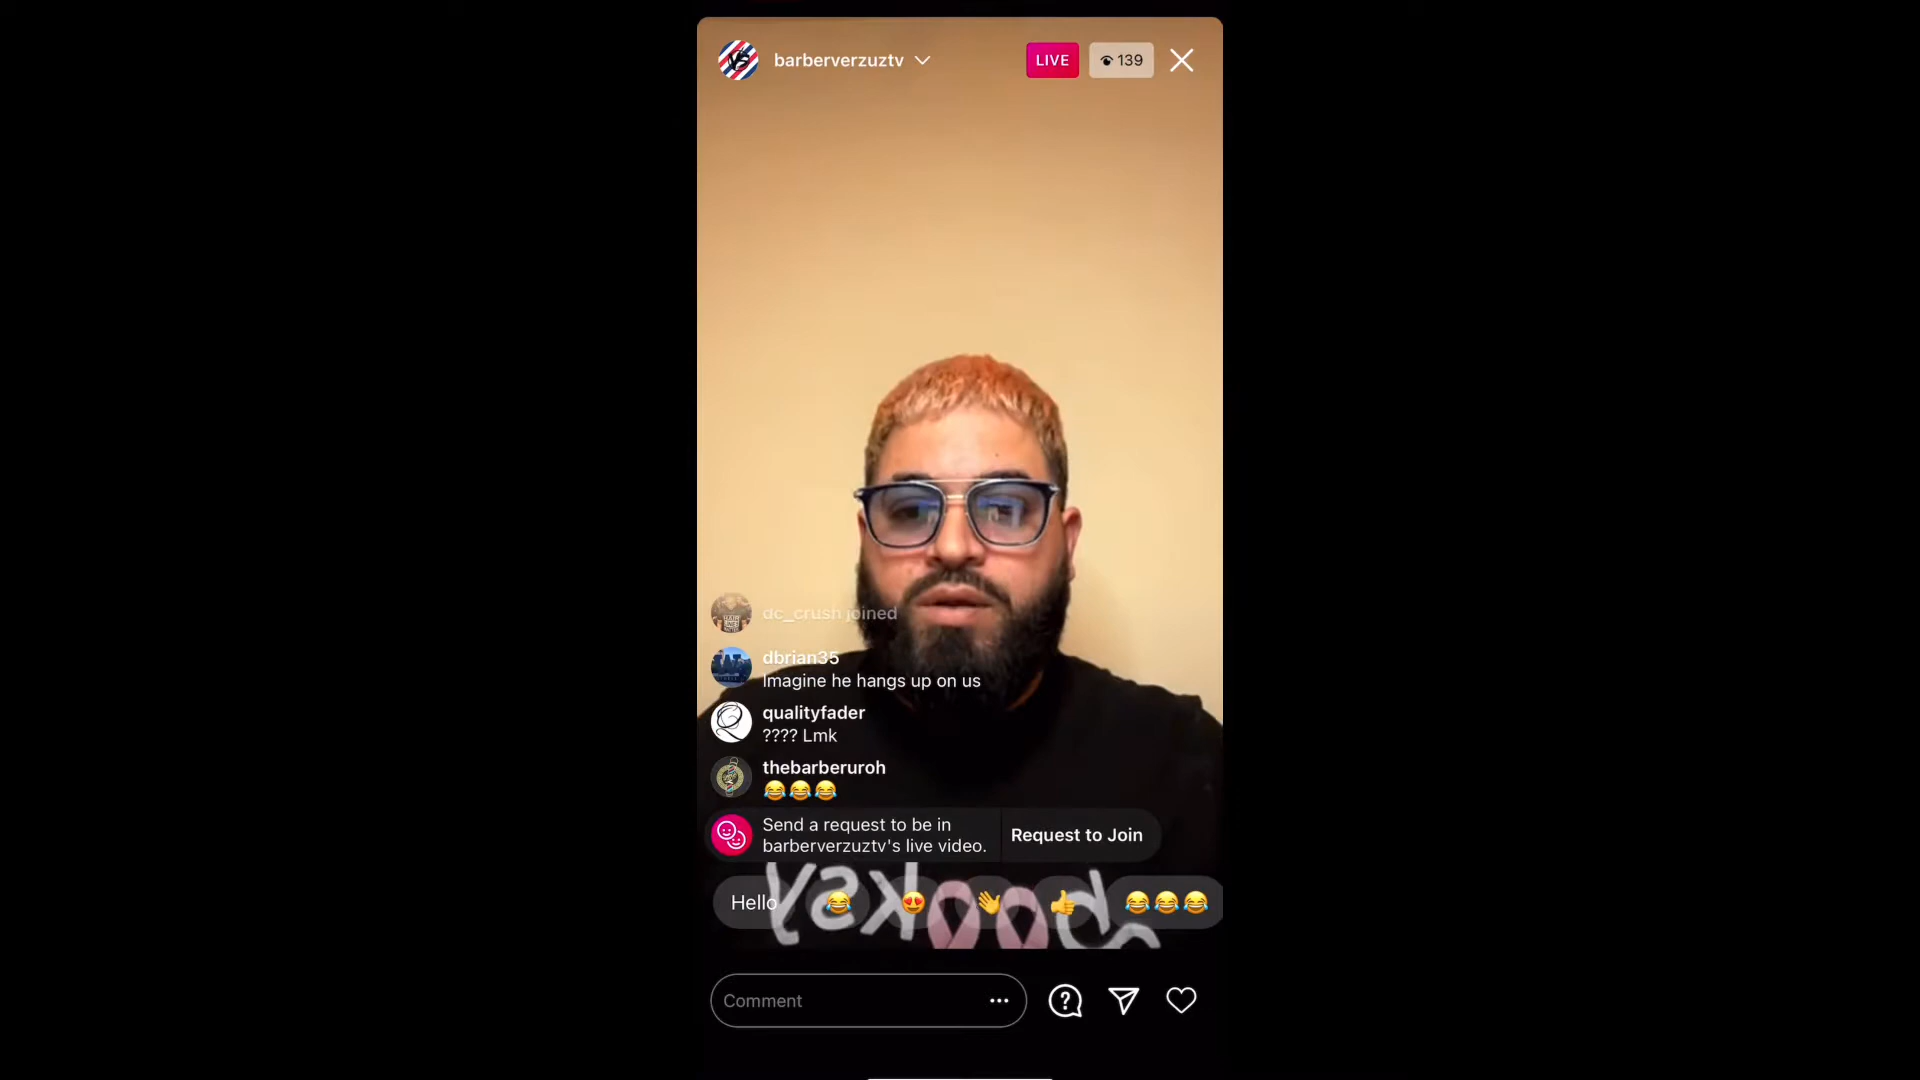 barberverzuztv
LIVE
139
dc_crush joined
dbrian35
Imagine he hangs up on us
qualityfader
???? Lmk
thebarberuroh
😂😂😂
Send a request to be in
barberverzuztv's live video.
Request to Join
Hello 😂 😍 👋 👍 😂😂😂
Comment